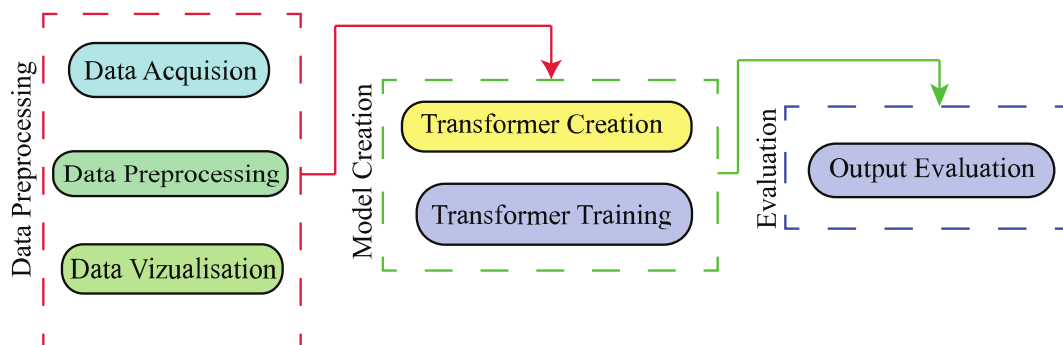 Data Preprocessing
Data Acquision
Data Preprocessing
Data Vizualisation
Model Creation
Transformer Creation
Transformer Training
Evaluation
Output Evaluation